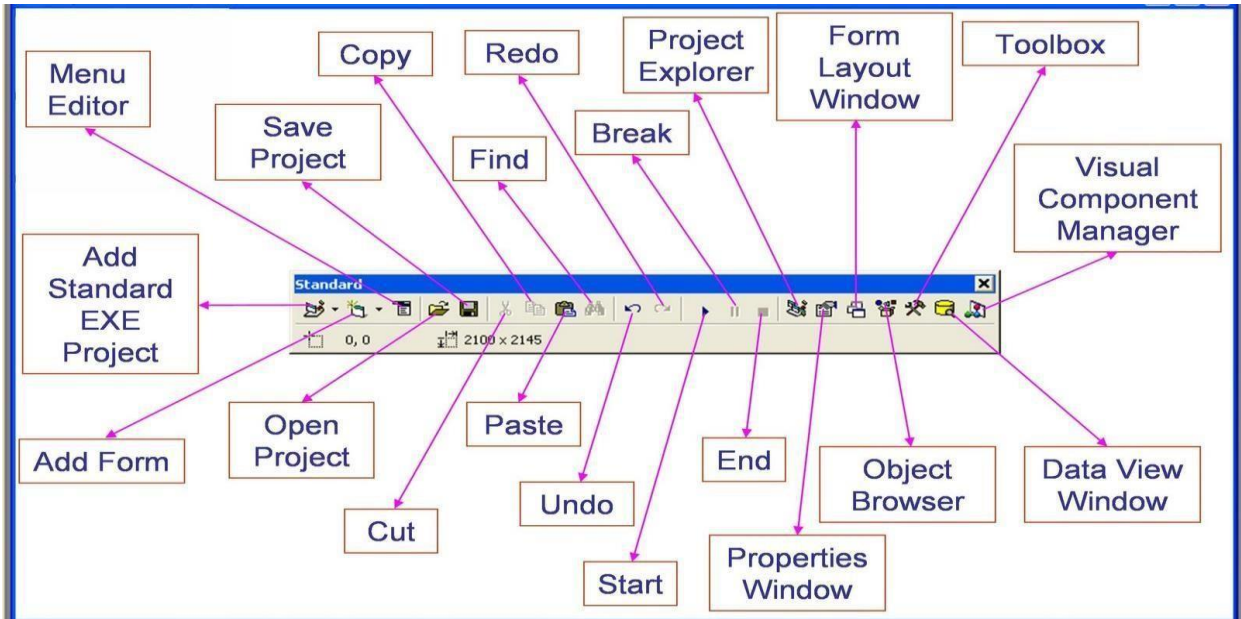 Menu
Editor
Copy
Redo
Project
Explorer
Form
Layout
Window
Toolbox
Save
Project
Find
Break
Visual
Component
Manager
Add
Standard
EXE
Project
Standard
0, 0
2100 x 2145
Add Form
Open
Project
Cut
Paste
Undo
Start
End
Properties
Window
Object
Browser
Data View
Window